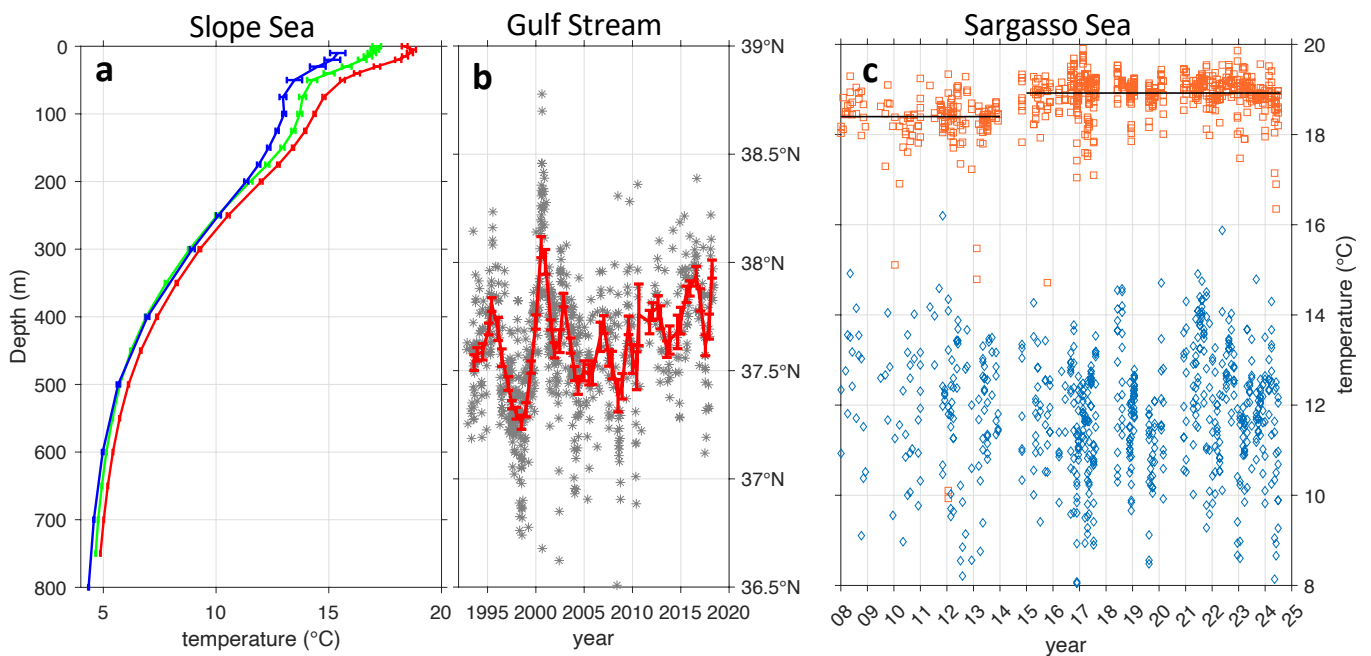 Slope Sea
Gulf Stream
Sargasso Sea
a
b
c
0
100
200
300
400
500
600
700
800
Depth (m)
5 10 15 20
temperature (°C)
39°N
38.5°N
38°N
37.5°N
37°N
36.5°N
1995 2000 2005 2010 2015 2020
year
20
18
16
14
12
10
8
temperature (°C)
08 09 10 11 12 13 14 15 16 17 18 19 20 21 22 23 24 25
year